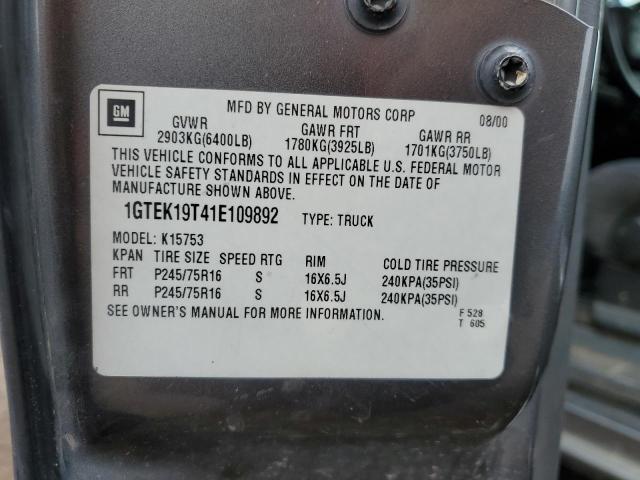 GM
MFD BY GENERAL MOTORS CORP 08/00
GVWR GAWR FRT GAWR RR
2903KG(6400LB) 1780KG(3925LB) 1701KG(3750LB)
THIS VEHICLE CONFORMS TO ALL APPLICABLE U.S. FEDERAL MOTOR
VEHICLE SAFETY STANDARDS IN EFFECT ON THE DATE OF
MANUFACTURE SHOWN ABOVE.
1GTEK19T41E109892 TYPE: TRUCK
MODEL: K15753
KPAN TIRE SIZE SPEED RTG RIM COLD TIRE PRESSURE
FRT P245/75R16 S 16X6.5J 240KPA(35PSI)
RR P245/75R16 S 16X6.5J 240KPA(35PSI)
SEE OWNER'S MANUAL FOR MORE INFORMATION. F 528
T 605